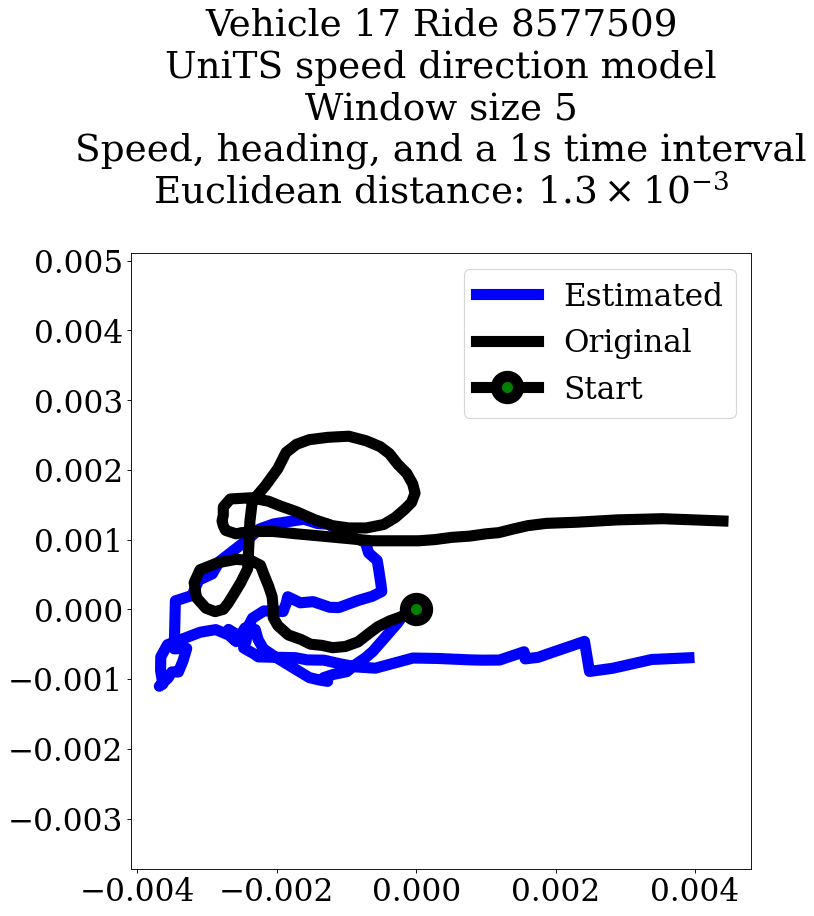 Vehicle 17 Ride 8577509
UniTS speed direction model
Window size 5
Speed, heading, and a 1s time interval
Euclidean distance: 1.3 × 10⁻³
0.005
0.004
0.003
0.002
0.001
0.000
−0.001
−0.002
−0.003
Estimated
Original
Start
−0.004 −0.002 0.000 0.002 0.004